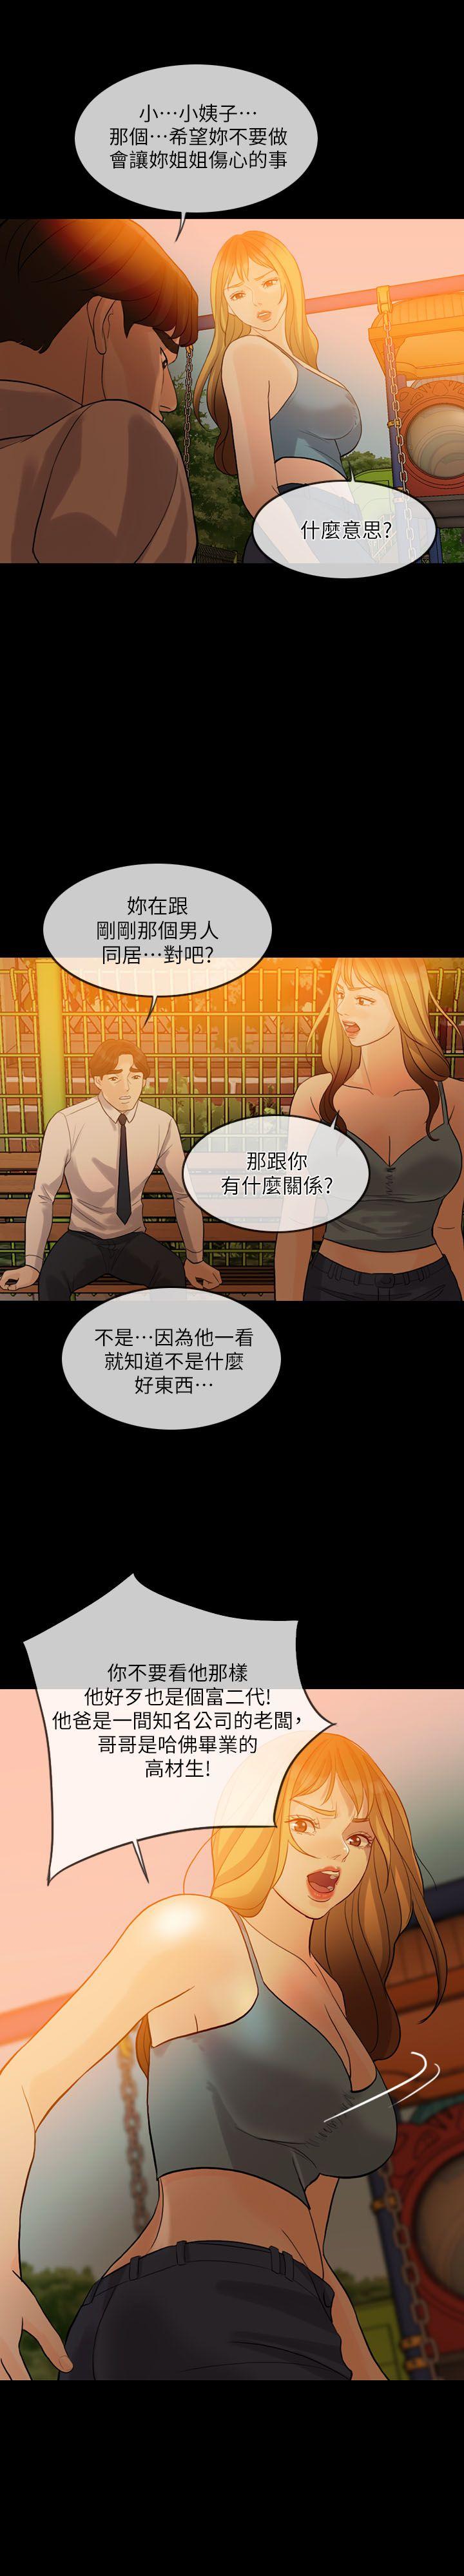 小⋯小姨子⋯
那個⋯希望妳不要做
會讓妳姐姐傷心的事
什麼意思?
妳在跟
剛剛那個男人
同居⋯對吧?
那跟你
有什麼關係?
不是⋯因為他一看
就知道不是什麼
好東西⋯
你不要看他那樣
他好歹也是個富二代!
他爸是一間知名公司的老闆,
哥哥是哈佛畢業的
高材生!